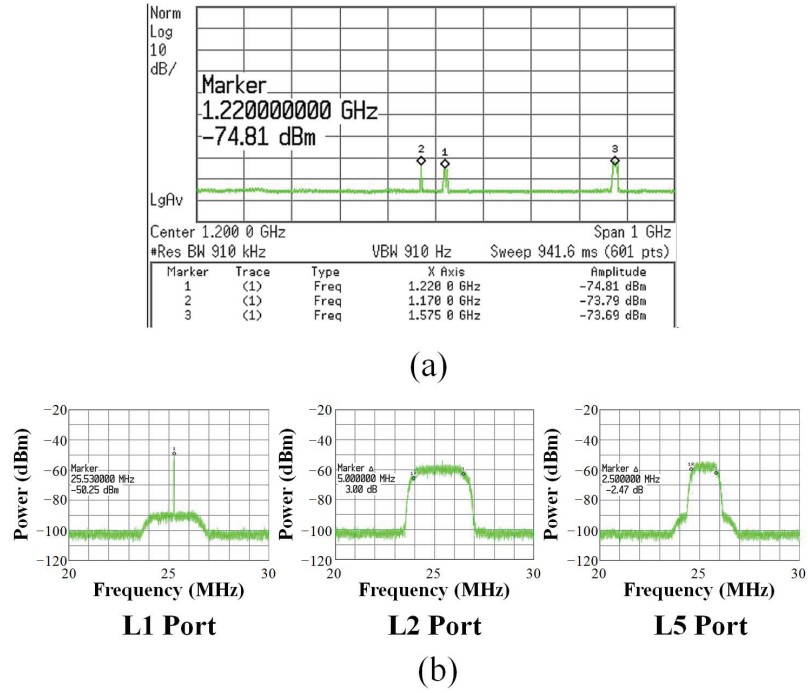 Norm
Log
10
dB/
Marker
1.220000000 GHz
-74.81 dBm
2 1 3
LgAv
Center 1.200 0 GHz Span 1 GHz
#Res BW 910 kHz VBW 910 Hz Sweep 941.6 ms (601 pts)
Marker Trace Type X Axis Amplitude
1 (1) Freq 1.220 0 GHz -74.81 dBm
2 (1) Freq 1.170 0 GHz -73.79 dBm
3 (1) Freq 1.575 0 GHz -73.69 dBm
(a)
Power (dBm)
-20
-40
-60
-80
-100
-120
1
Marker
25.530000 MHz
-50.25 dBm
20 25 30
Frequency (MHz)
L1 Port
Power (dBm)
-20
-40
-60
-80
-100
-120
Marker Δ
5.000000 MHz
3.00 dB
20 25 30
Frequency (MHz)
L2 Port
Power (dBm)
-20
-40
-60
-80
-100
-120
Marker Δ
2.500000 MHz
-2.47 dB
20 25 30
Frequency (MHz)
L5 Port
(b)